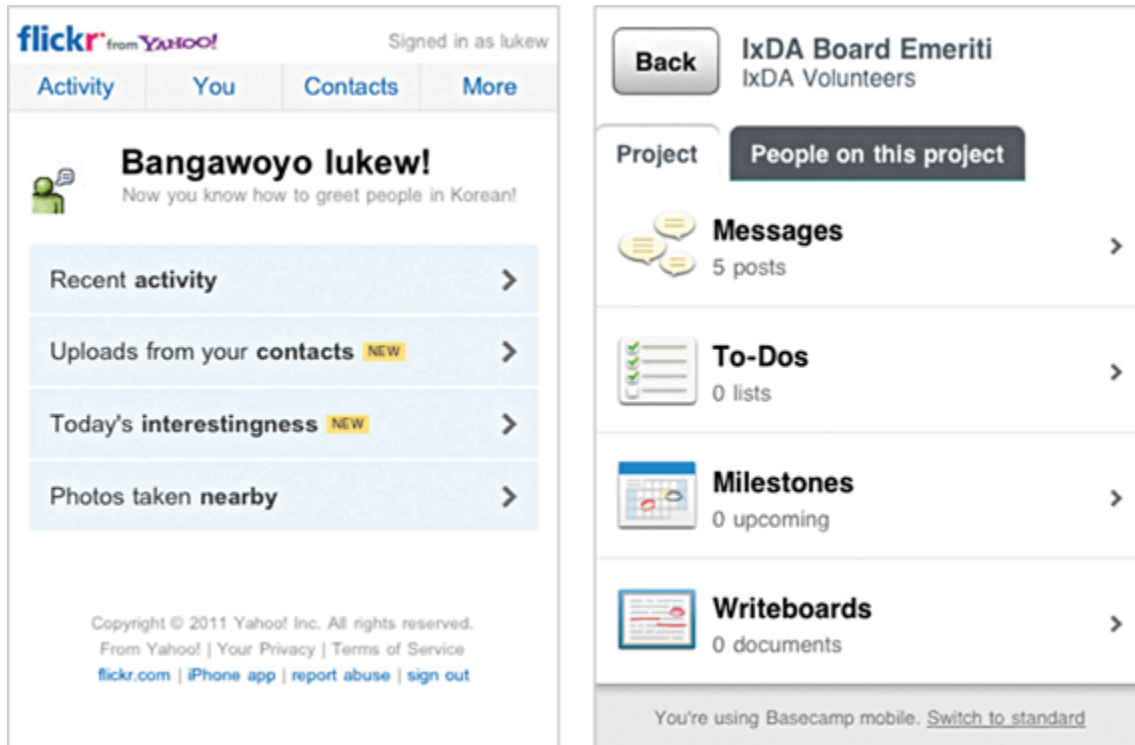 flickr from YAHOO!
Signed in as lukew
Activity You Contacts More
Bangawoyo lukew!
Now you know how to greet people in Korean!
Recent activity
Uploads from your contacts NEW
Today's interestingness NEW
Photos taken nearby
Copyright © 2011 Yahoo! Inc. All rights reserved.
From Yahoo! | Your Privacy | Terms of Service
flickr.com | iPhone app | report abuse | sign out
Back
IxDA Board Emeriti
IxDA Volunteers
Project People on this project
Messages
5 posts
To-Dos
0 lists
Milestones
0 upcoming
Writeboards
0 documents
You're using Basecamp mobile. Switch to standard